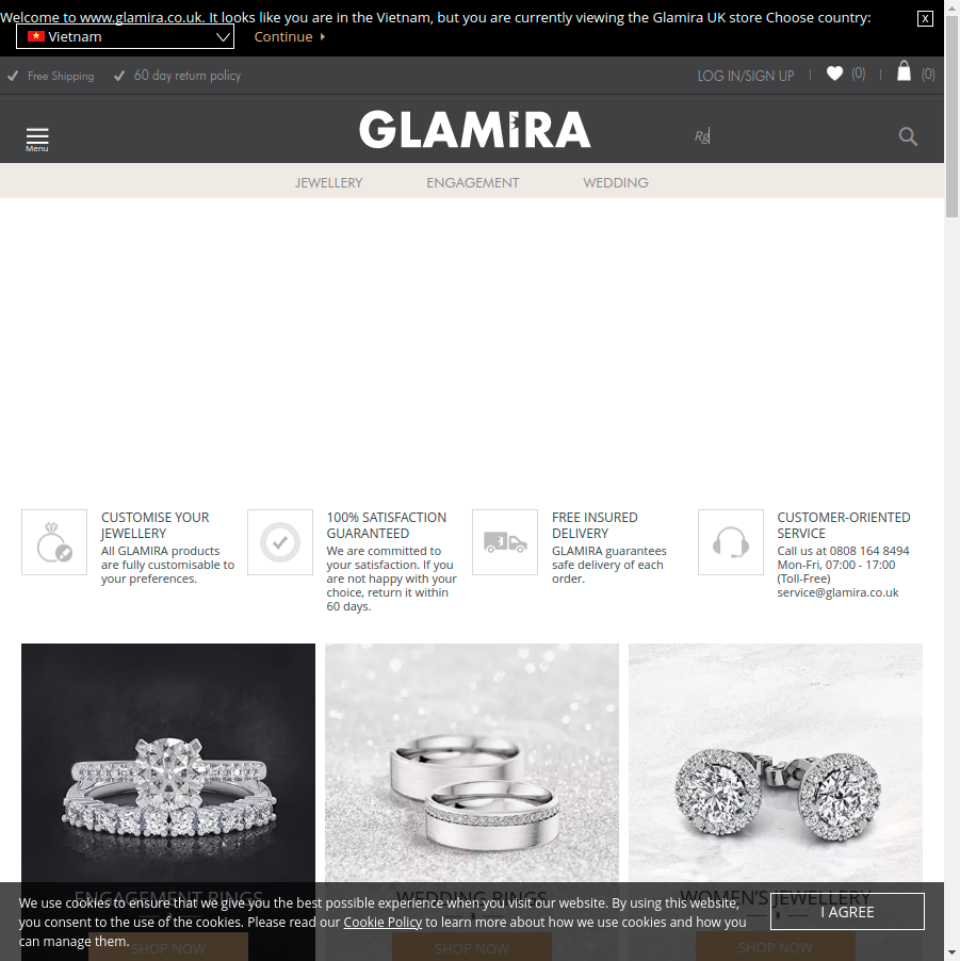 Welcome to www.glamira.co.uk. It looks like you are in the Vietnam, but you are currently viewing the Glamira UK store Choose country:
X
Vietnam
Continue
Free Shipping
60 day return policy
LOG IN/SIGN UP
(0)
(0)
Menu
GLAMIRA
Rg
JEWELLERY
ENGAGEMENT
WEDDING
CUSTOMISE YOUR
JEWELLERY
All GLAMIRA products
are fully customisable to
your preferences.
100% SATISFACTION
GUARANTEED
We are committed to
your satisfaction. If you
are not happy with your
choice, return it within
60 days.
FREE INSURED
DELIVERY
GLAMIRA guarantees
safe delivery of each
order.
CUSTOMER-ORIENTED
SERVICE
Call us at 0808 164 8494
Mon-Fri, 07:00 - 17:00
(Toll-Free)
service@glamira.co.uk
ENGAGEMENT RINGS
WEDDING RINGS
WOMEN'S JEWELLERY
We use cookies to ensure that we give you the best possible experience when you visit our website. By using this website,
you consent to the use of the cookies. Please read our Cookie Policy to learn more about how we use cookies and how you
can manage them.
I AGREE
SHOP NOW
SHOP NOW
SHOP NOW